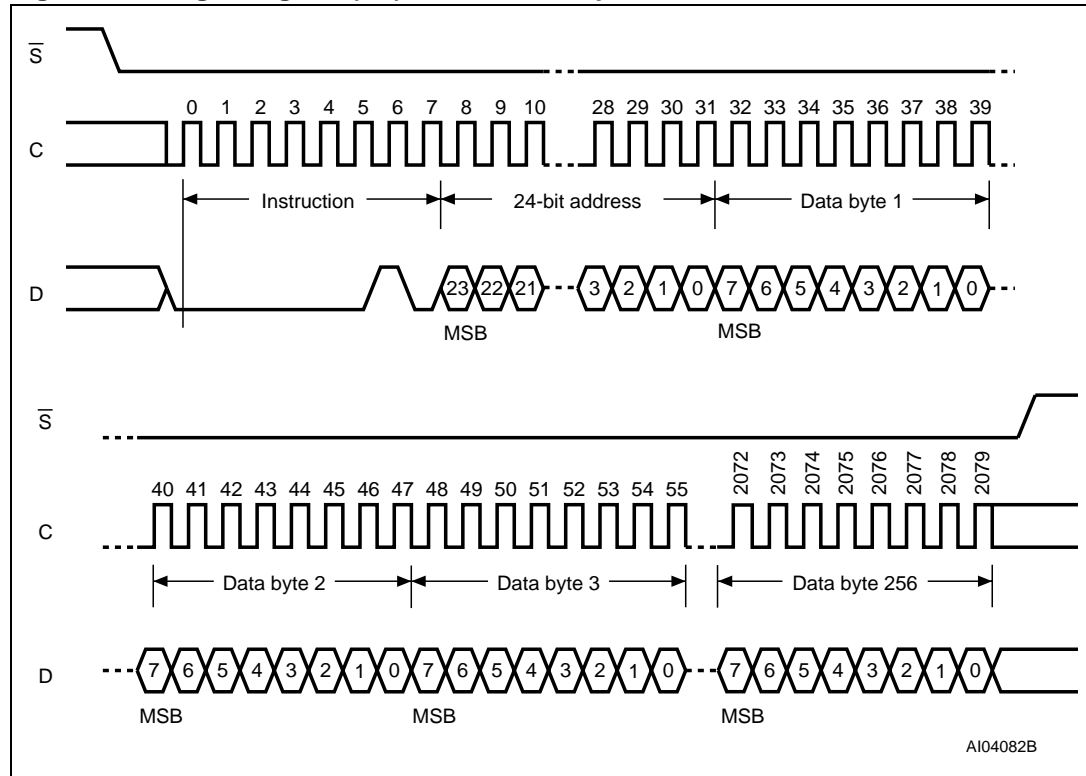 S
0 1 2 3 4 5 6 7 8 9 10 28 29 30 31 32 33 34 35 36 37 38 39
C
Instruction 24-bit address Data byte 1
D 23 22 21 3 2 1 0 7 6 5 4 3 2 1 0
MSB MSB
S
40 41 42 43 44 45 46 47 48 49 50 51 52 53 54 55 2072 2073 2074 2075 2076 2077 2078 2079
C
Data byte 2 Data byte 3 Data byte 256
D 7 6 5 4 3 2 1 0 7 6 5 4 3 2 1 0 7 6 5 4 3 2 1 0
MSB MSB MSB
AI04082B